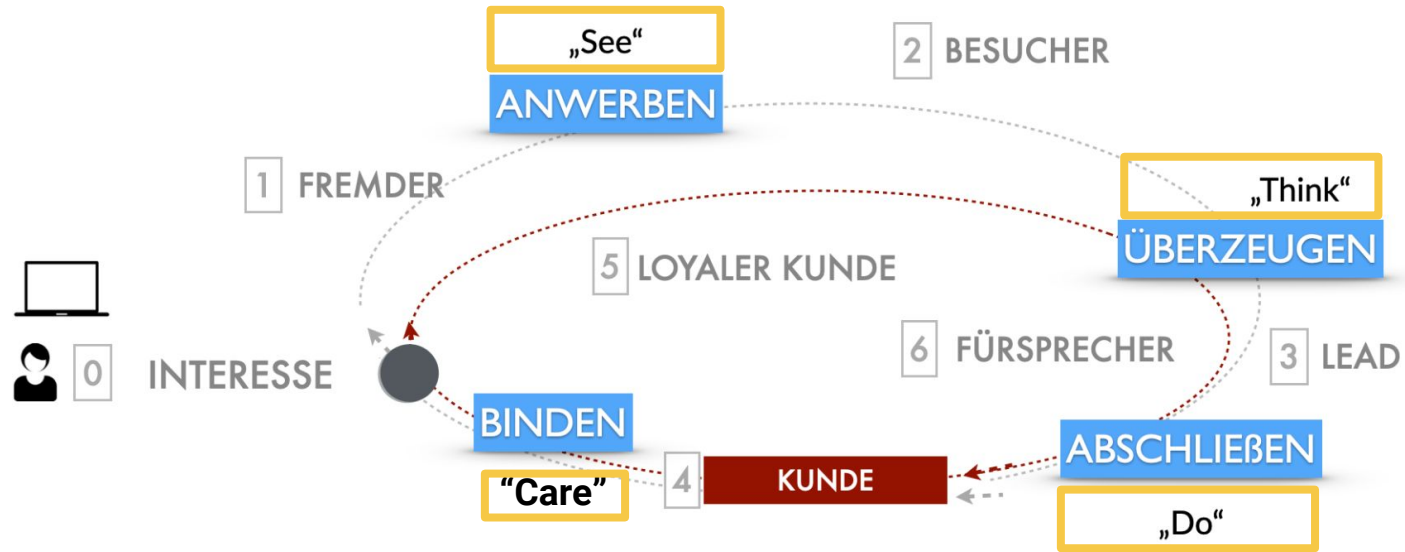 „See“
ANWERBEN
2 BESUCHER
1 FREMDER
„Think“
ÜBERZEUGEN
5 LOYALER KUNDE
6 FÜRSPRECHER
3 LEAD
0 INTERESSE
BINDEN
“Care”
4 KUNDE
ABSCHLIEßEN
„Do“